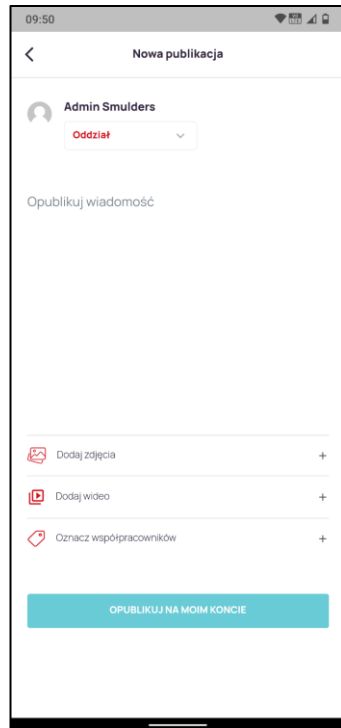 09:50
Nowa publikacja
Admin Smulders
Oddział
Opublikuj wiadomość
Dodaj zdjęcia
+
Dodaj wideo
+
Oznacz współpracowników
+
OPUBLIKUJ NA MOIM KONCIE